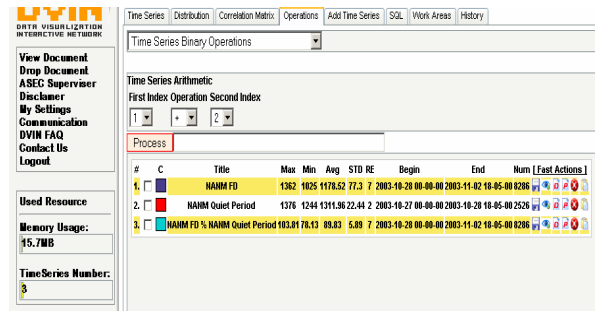 DVIN
DATA VISUALIZATION
INTERACTIVE NETWORK
View Document
Drop Document
ASEC Superviser
Disclamer
My Settings
Communication
DVIN FAQ
Contact Us
Logout
Used Resource
Memory Usage:
15.7MB
TimeSeries Number:
3
Time Series Distribution Correlation Matrix Operations Add Time Series SQL Work Areas History
Time Series Binary Operations
Time Series Arithmetic
First Index Operation Second Index
1 + 2
Process
# C Title Max Min Avg STD RE Begin End Num [ Fast Actions ]
1. NANM FD 1362 1025 1178.52 77.3 7 2003-10-28 00-00-00 2003-11-02 18-05-00 8286
2. NANM Quiet Period 1376 1244 1311.96 22.44 2 2003-10-27 00-00-00 2003-10-28 18-05-00 2526
3. NANM FD % NANM Quiet Period 103.81 78.13 89.83 5.89 7 2003-10-28 00-00-00 2003-11-02 18-05-00 8286